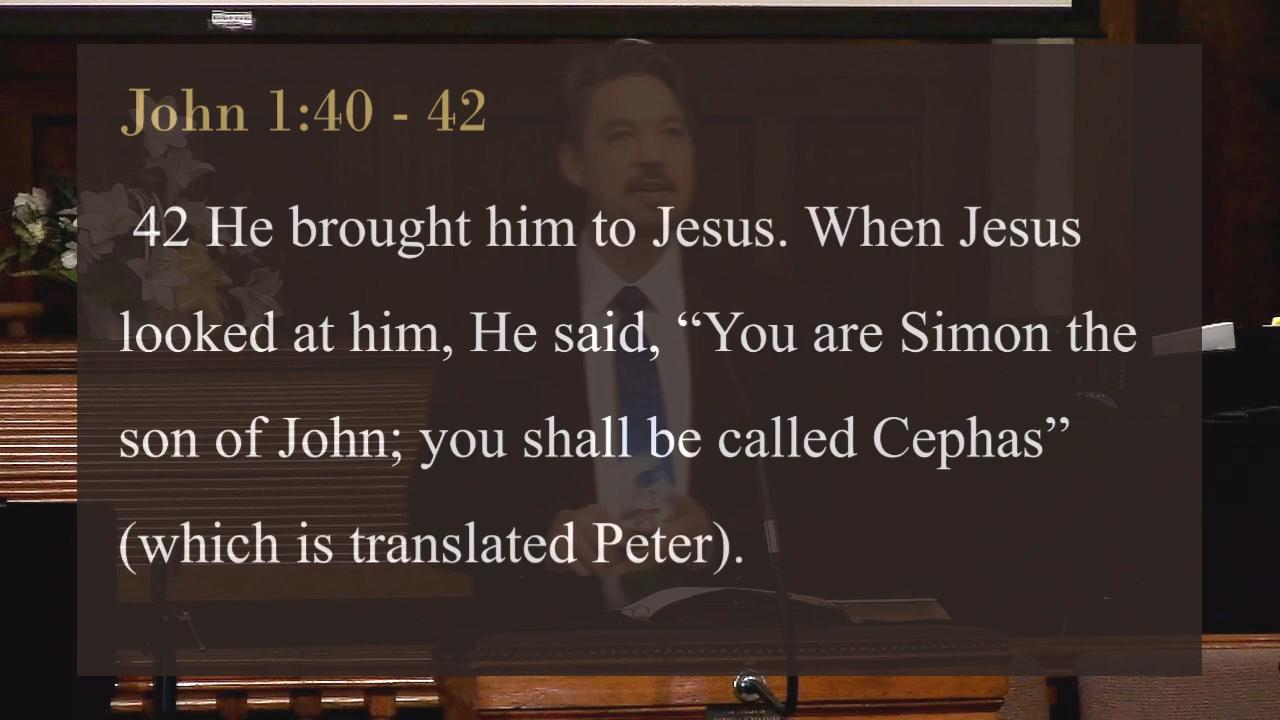 John 1:40 - 42
42 He brought him to Jesus. When Jesus
looked at him, He said, “You are Simon the
son of John; you shall be called Cephas”
(which is translated Peter).